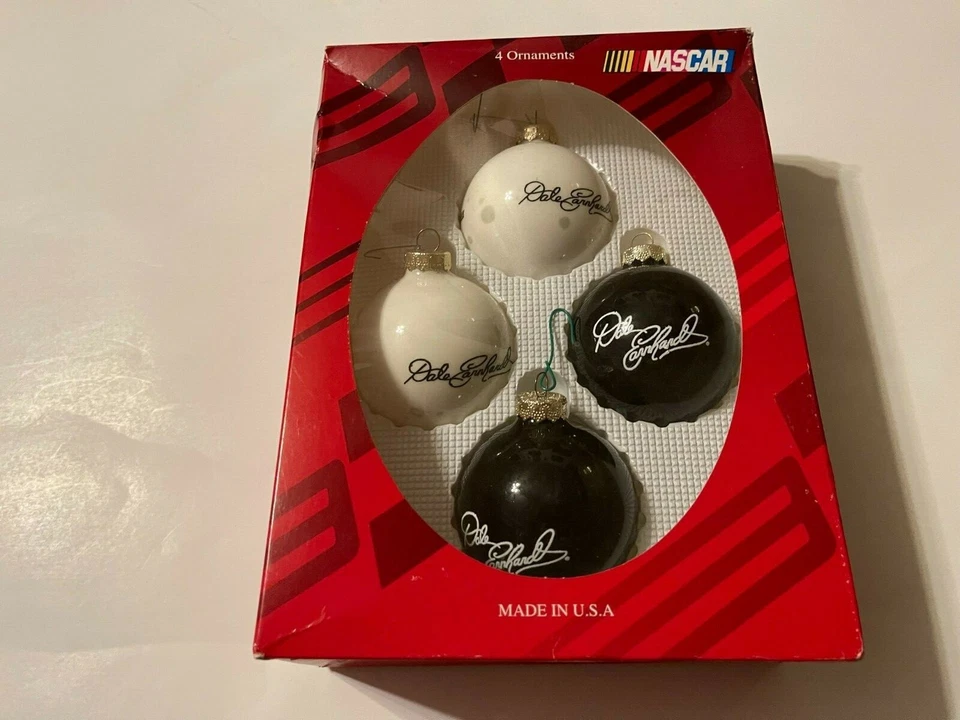 4 Ornaments
NASCAR
Dale Earnhardt
Dale Earnhardt
Dale
Earnhardt
Dale
Earnhardt
MADE IN U.S.A